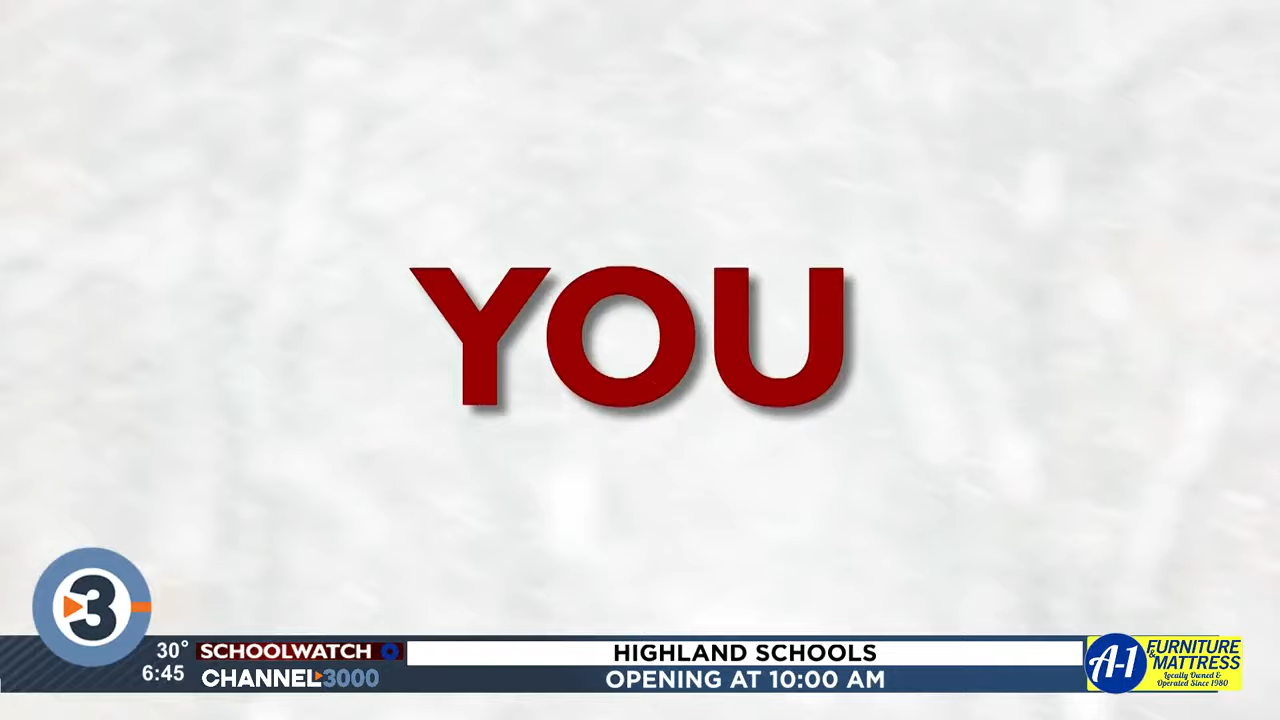 YOU
3
30°
6:45
SCHOOLWATCH
CHANNEL3000
HIGHLAND SCHOOLS
OPENING AT 10:00 AM
A-1
FURNITURE
& MATTRESS
Locally Owned &
Operated Since 1980